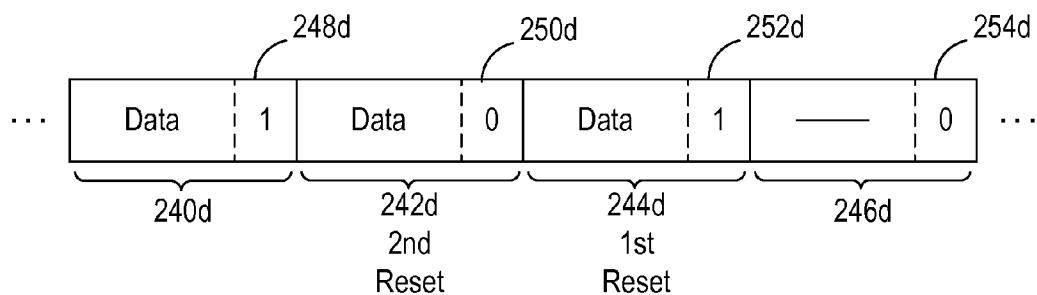 248d 250d 252d 254d
... Data 1 Data 0 Data 1 — 0 ...
240d 242d 244d 246d
2nd 1st
Reset Reset